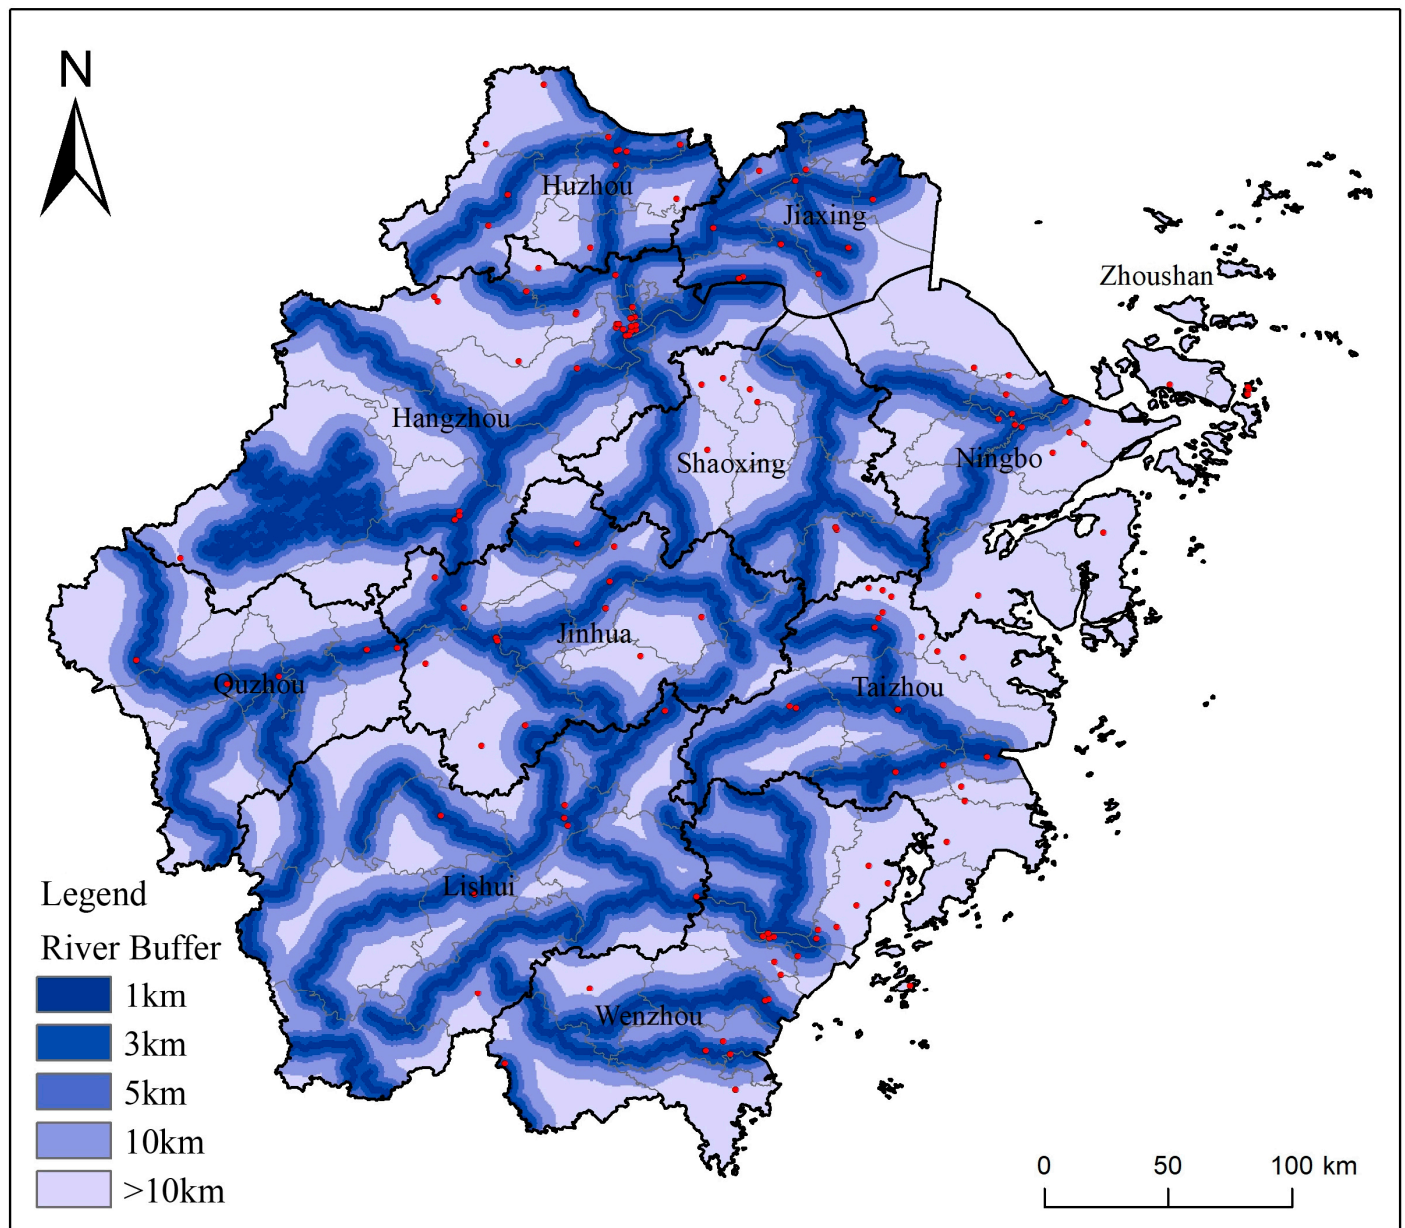 N
Huzhou
Jiaxing
Zhoushan
Hangzhou
Shaoxing
Ningbo
Jinhua
Quzhou
Taizhou
Lishui
Wenzhou
Legend
River Buffer
1km
3km
5km
10km
>10km
0 50 100 km